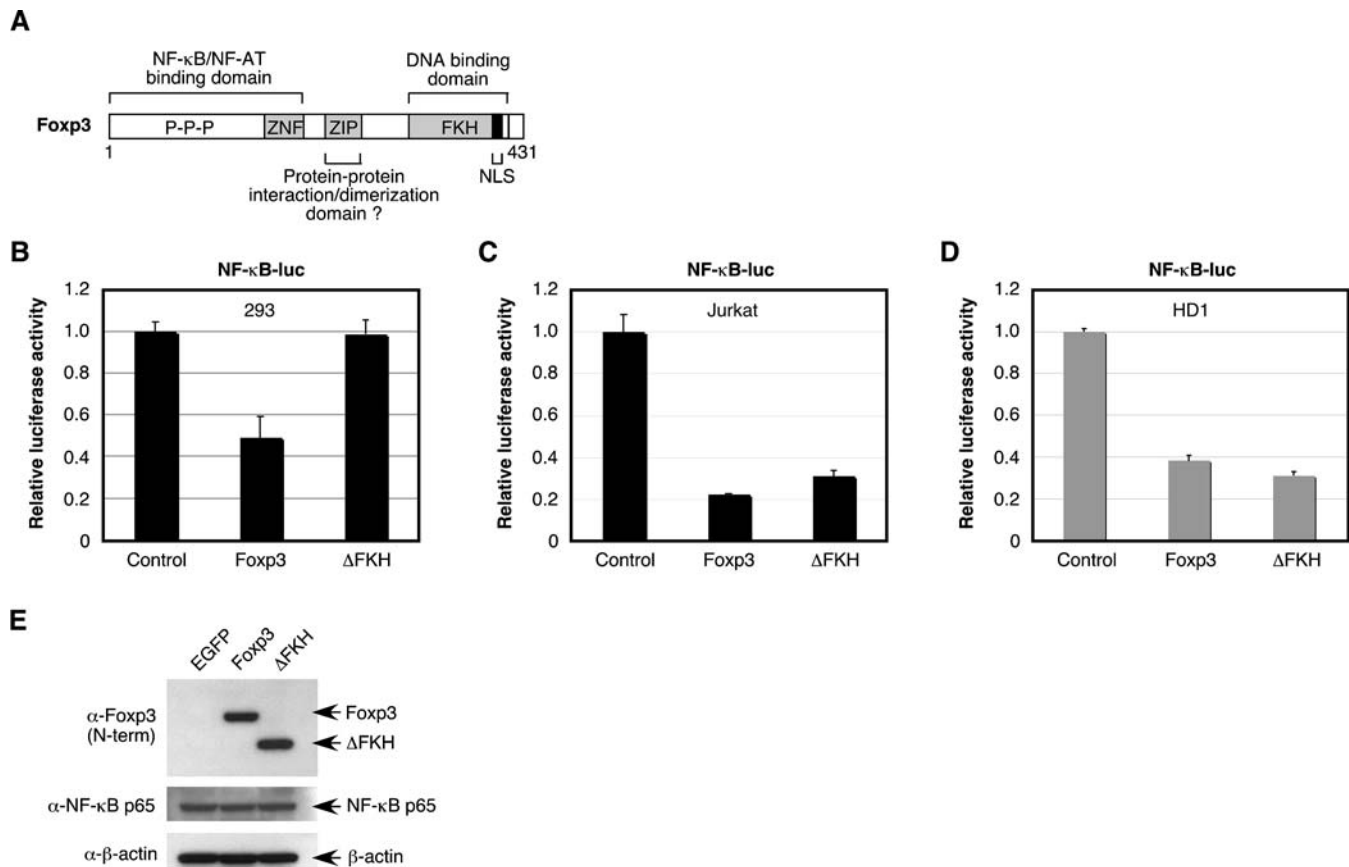 A
NF-κB/NF-AT
binding domain
DNA binding
domain
Foxp3
P-P-P
ZNF
ZIP
FKH
1
431
Protein-protein
interaction/dimerization
domain ?
NLS
B
NF-κB-luc
293
Relative luciferase activity
1.2
1.0
0.8
0.6
0.4
0.2
0
Control
Foxp3
ΔFKH
C
NF-κB-luc
Jurkat
Relative luciferase activity
1.2
1.0
0.8
0.6
0.4
0.2
0
Control
Foxp3
ΔFKH
D
NF-κB-luc
HD1
Relative luciferase activity
1.2
1.0
0.8
0.6
0.4
0.2
0
Control
Foxp3
ΔFKH
E
EGFP
Foxp3
ΔFKH
α-Foxp3
(N-term)
Foxp3
ΔFKH
α-NF-κB p65
NF-κB p65
α-β-actin
β-actin